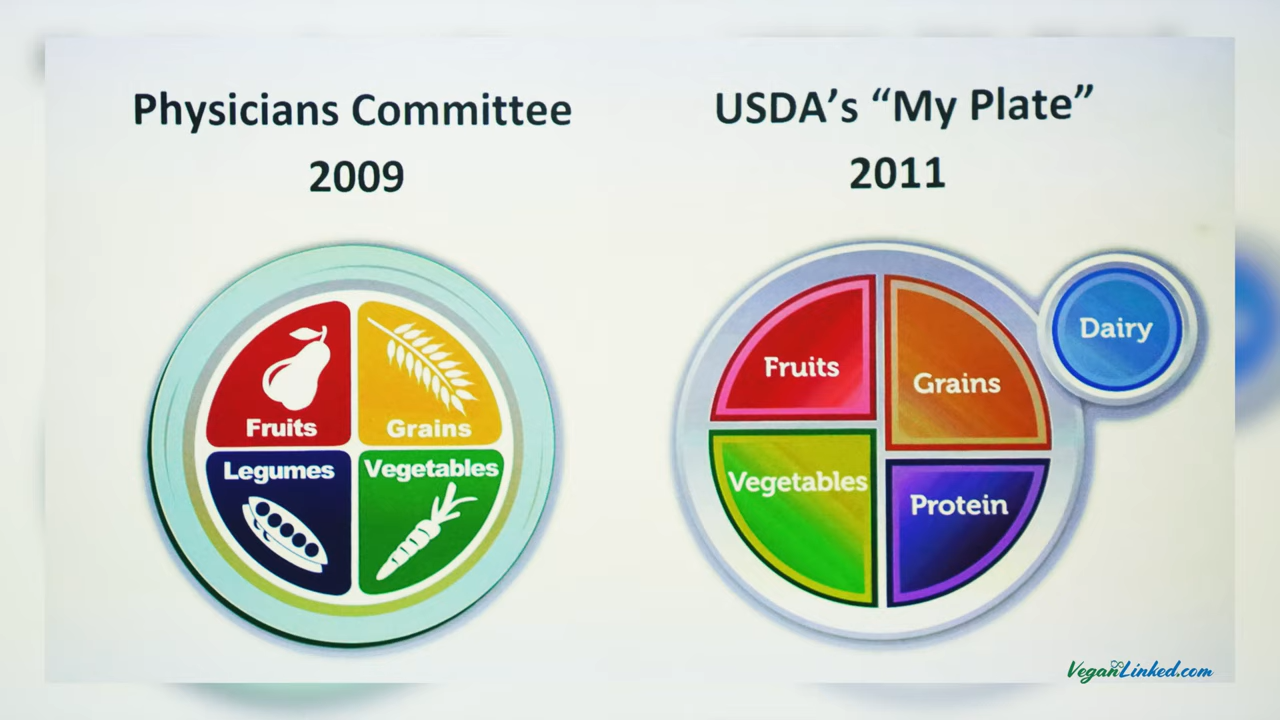 Physicians Committee
2009
Fruits
Grains
Legumes
Vegetables
USDA's “My Plate”
2011
Fruits
Grains
Vegetables
Protein
Dairy
VeganLinked.com